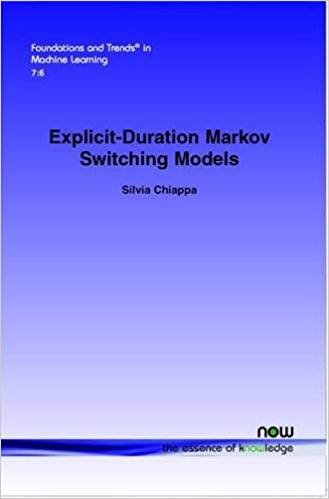 Foundations and Trends® in
Machine Learning
7:6
Explicit-Duration Markov
Switching Models
Silvia Chiappa
now
the essence of knowledge